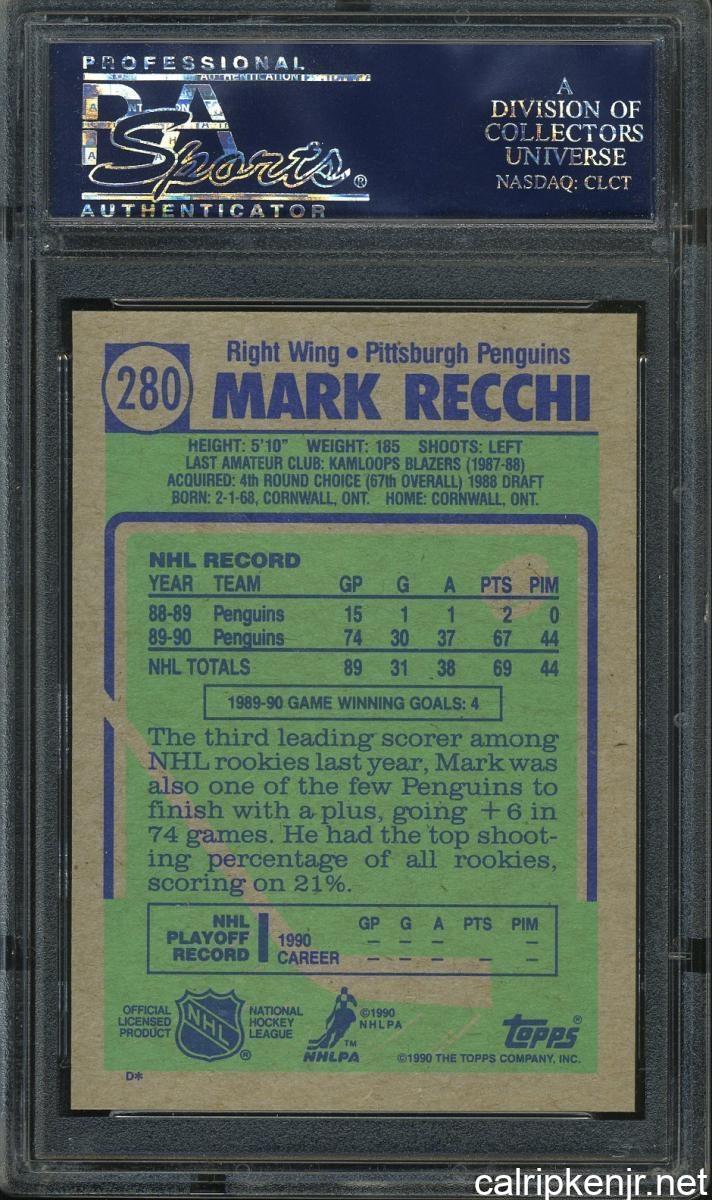 PROFESSIONAL
PSA
Sports®
AUTHENTICATOR
A
DIVISION OF
COLLECTORS
UNIVERSE
NASDAQ: CLCT
280
Right Wing • Pittsburgh Penguins
MARK RECCHI
HEIGHT: 5'10" WEIGHT: 185 SHOOTS: LEFT
LAST AMATEUR CLUB: KAMLOOPS BLAZERS (1987-88)
ACQUIRED: 4th ROUND CHOICE (67th OVERALL) 1988 DRAFT
BORN: 2-1-68, CORNWALL, ONT. HOME: CORNWALL, ONT.
NHL RECORD
YEAR TEAM GP G A PTS PIM
88-89 Penguins 15 1 1 2 0
89-90 Penguins 74 30 37 67 44
NHL TOTALS 89 31 38 69 44
1989-90 GAME WINNING GOALS: 4
The third leading scorer among
NHL rookies last year, Mark was
also one of the few Penguins to
finish with a plus, going +6 in
74 games. He had the top shoot-
ing percentage of all rookies,
scoring on 21%.
NHL
PLAYOFF
RECORD
GP G A PTS PIM
1990 – – – – –
CAREER – – – – –
OFFICIAL
LICENSED
PRODUCT
NHL
®
NATIONAL
HOCKEY
LEAGUE
TM
NHLPA
©1990
NHLPA
Topps®
©1990 THE TOPPS COMPANY, INC.
D*
calripkenjr.net